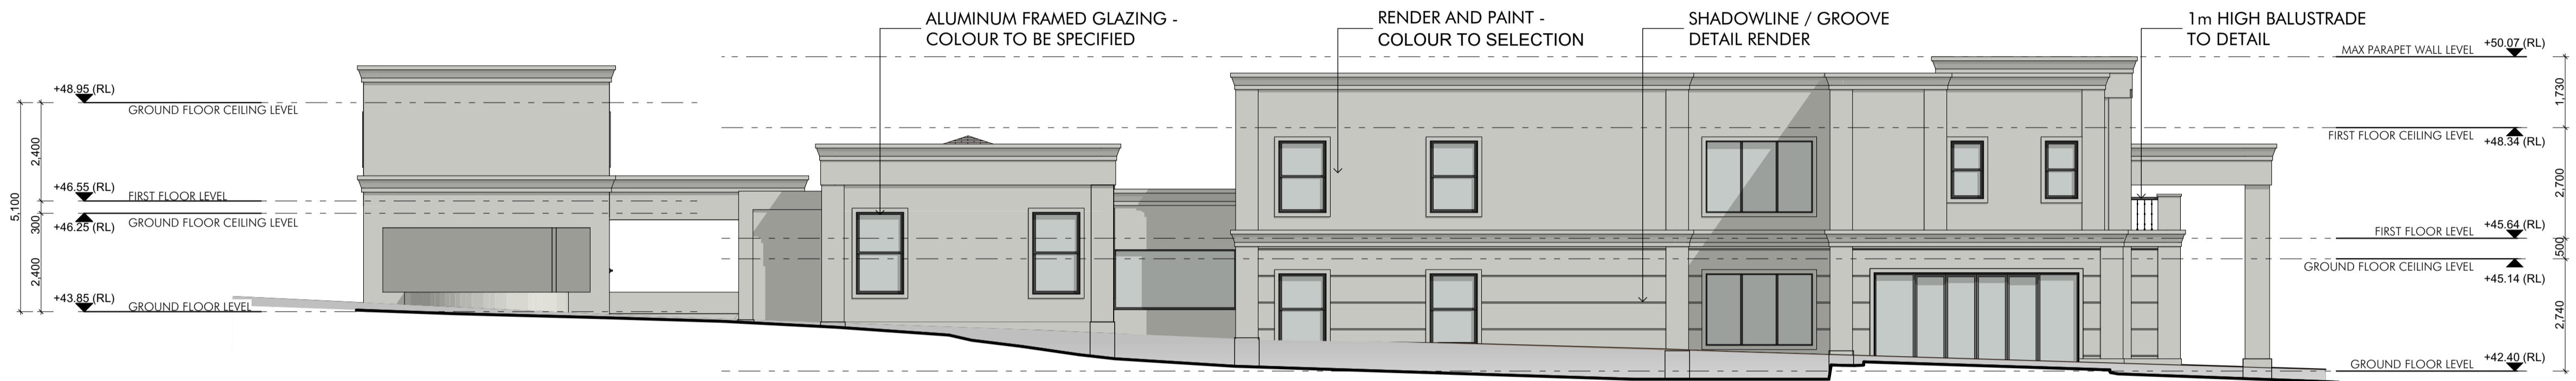 ALUMINUM FRAMED GLAZING -
COLOUR TO BE SPECIFIED
RENDER AND PAINT -
COLOUR TO SELECTION
SHADOWLINE / GROOVE
DETAIL RENDER
1m HIGH BALUSTRADE
TO DETAIL
+48.95 (RL)
GROUND FLOOR CEILING LEVEL
2,400
5,100
+46.55 (RL)
FIRST FLOOR LEVEL
300
GROUND FLOOR CEILING LEVEL
+46.25 (RL)
2,400
+43.85 (RL)
GROUND FLOOR LEVEL
MAX PARAPET WALL LEVEL
+50.07 (RL)
1,730
FIRST FLOOR CEILING LEVEL
+48.34 (RL)
2,700
FIRST FLOOR LEVEL
+45.64 (RL)
500
GROUND FLOOR CEILING LEVEL
+45.14 (RL)
2,740
GROUND FLOOR LEVEL
+42.40 (RL)